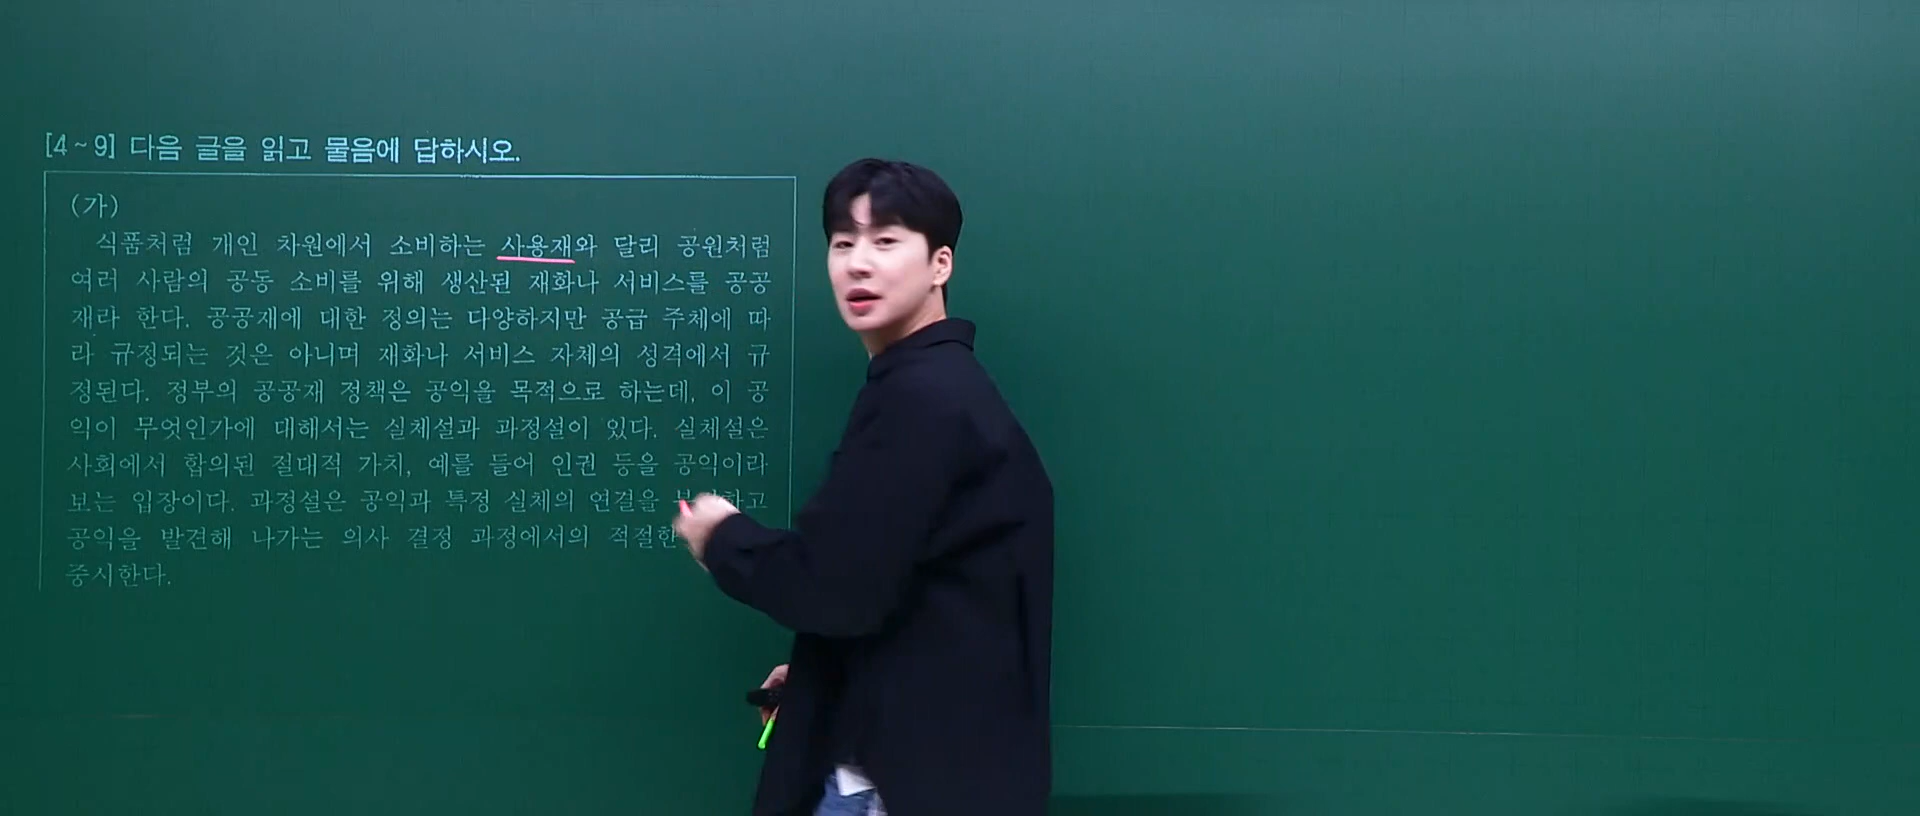 [4~9] 다음 글을 읽고 물음에 답하시오.
(가)
식품처럼 개인 차원에서 소비하는 사용재와 달리 공원처럼
여러 사람의 공동 소비를 위해 생산된 재화나 서비스를 공공
재라 한다. 공공재에 대한 정의는 다양하지만 공급 주체에 따
라 규정되는 것은 아니며 재화나 서비스 자체의 성격에서 규
정된다. 정부의 공공재 정책은 공익을 목적으로 하는데, 이 공
익이 무엇인가에 대해서는 실체설과 과정설이 있다. 실체설은
사회에서 합의된 절대적 가치, 예를 들어 인권 등을 공익이라
보는 입장이다. 과정설은 공익과 특정 실체의 연결을
공익을 발견해 나가는 의사 결정 과정에서의 적절한
중시한다.